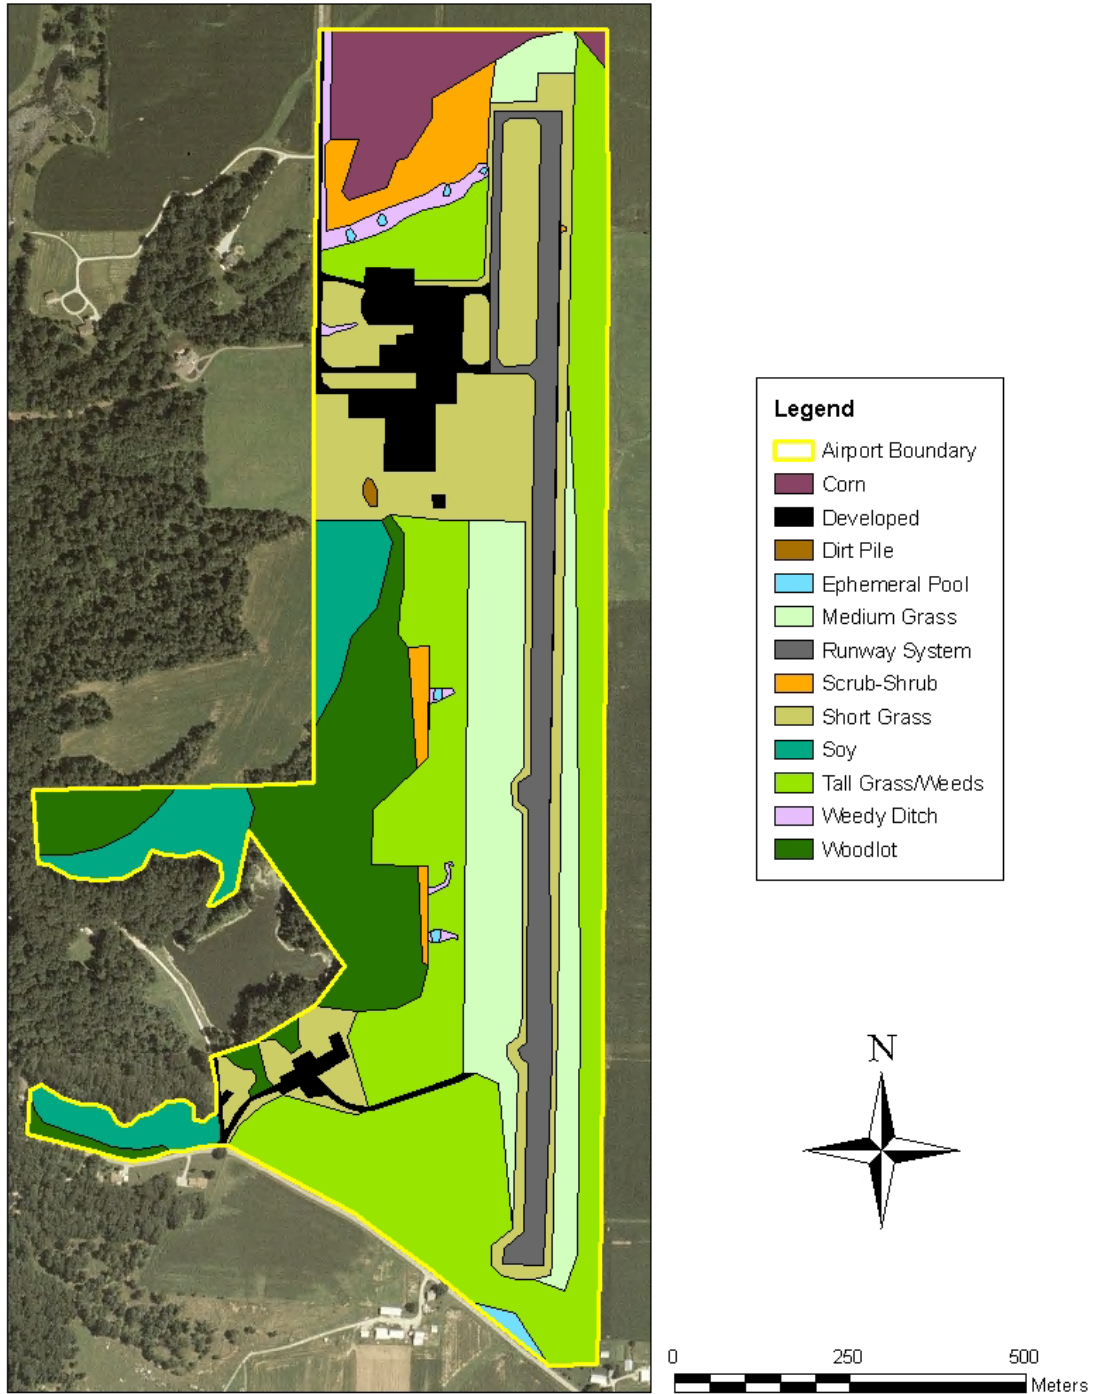 Legend
Airport Boundary
Corn
Developed
Dirt Pile
Ephemeral Pool
Medium Grass
Runway System
Scrub-Shrub
Short Grass
Soy
Tall Grass/Weeds
Weedy Ditch
Woodlot
N
0 250 500
Meters